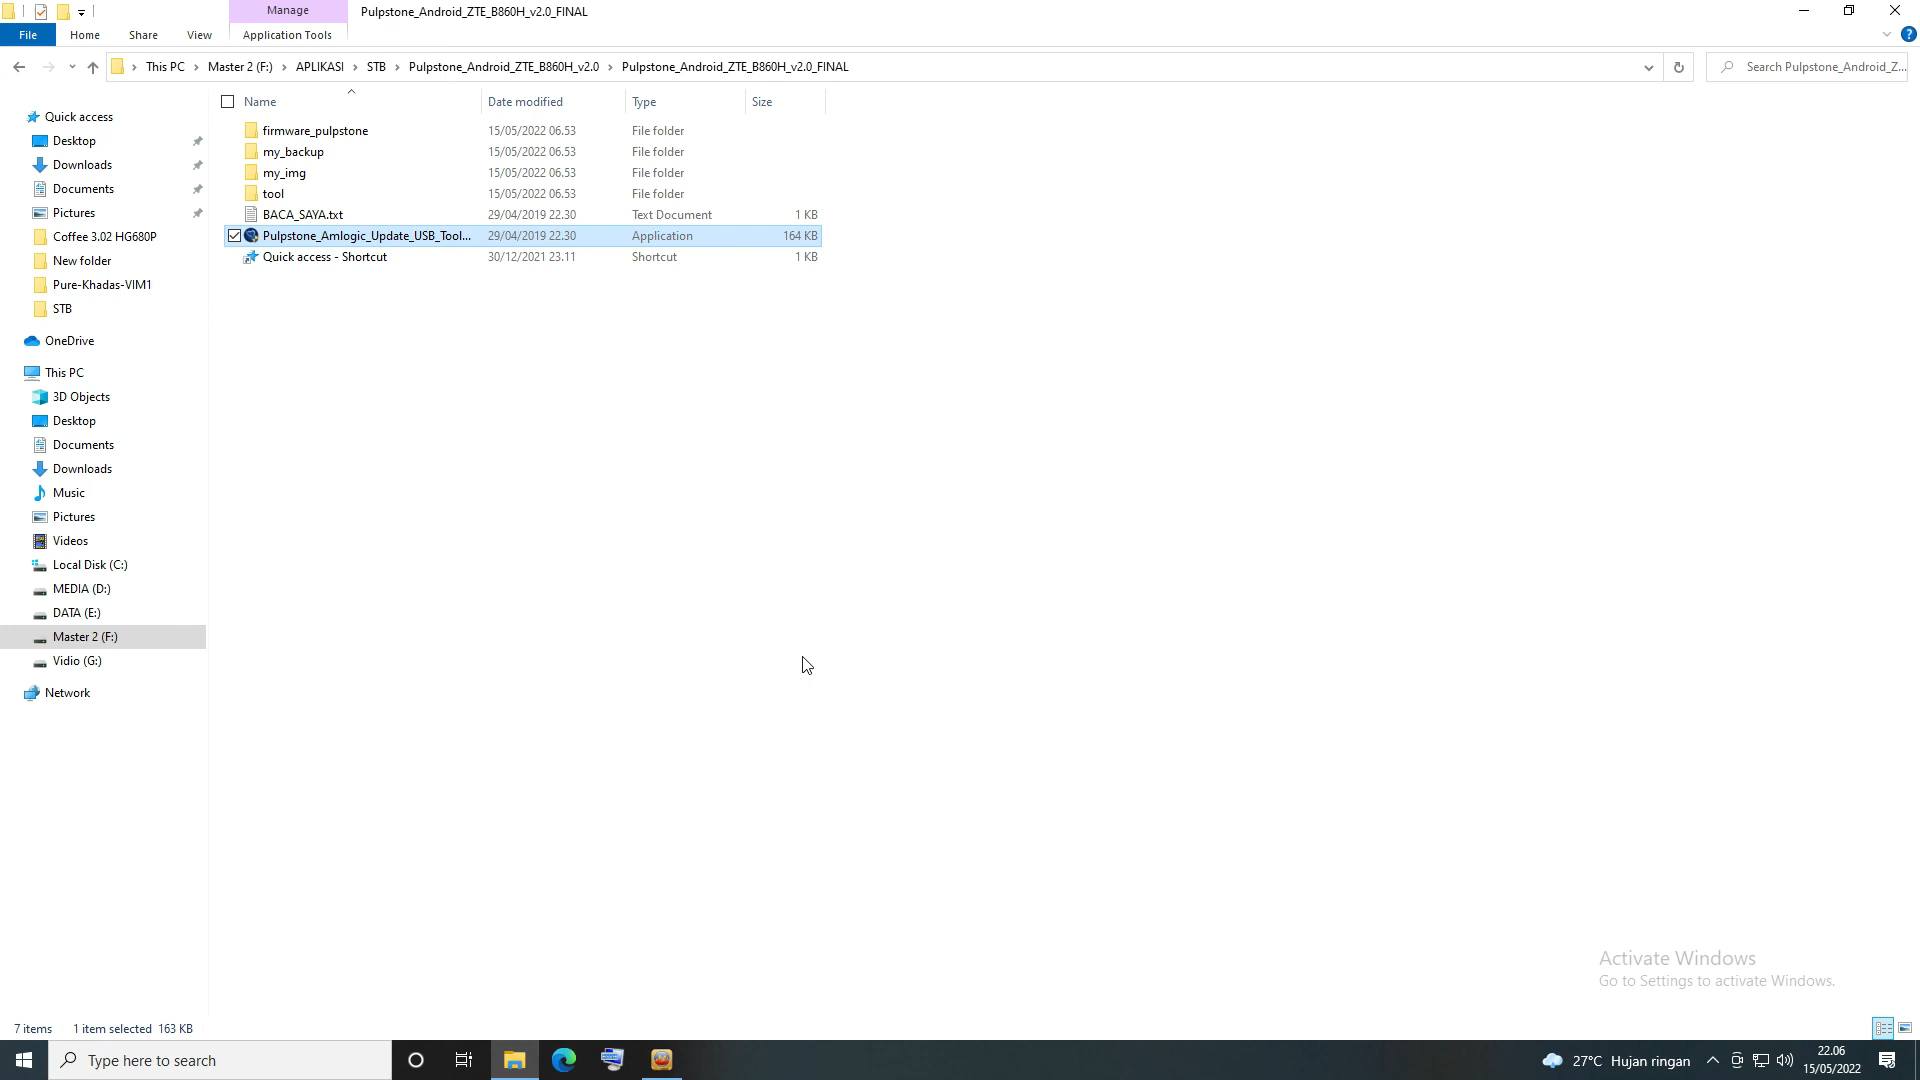 Manage
Pulpstone_Android_ZTE_B860H_v2.0_FINAL
File
Home
Share
View
Application Tools
This PC
Master 2 (F:)
APLIKASI
STB
Pulpstone_Android_ZTE_B860H_v2.0
Pulpstone_Android_ZTE_B860H_v2.0_FINAL
Search Pulpstone_Android_Z...
Quick access
Desktop
Downloads
Documents
Pictures
Coffee 3.02 HG680P
New folder
Pure-Khadas-VIM1
STB
OneDrive
This PC
3D Objects
Desktop
Documents
Downloads
Music
Pictures
Videos
Local Disk (C:)
MEDIA (D:)
DATA (E:)
Master 2 (F:)
Vidio (G:)
Network
Name Date modified Type Size
firmware_pulpstone 15/05/2022 06.53 File folder
my_backup 15/05/2022 06.53 File folder
my_img 15/05/2022 06.53 File folder
tool 15/05/2022 06.53 File folder
BACA_SAYA.txt 29/04/2019 22.30 Text Document 1 KB
Pulpstone_Amlogic_Update_USB_Tool... 29/04/2019 22.30 Application 164 KB
Quick access - Shortcut 30/12/2021 23.11 Shortcut 1 KB
Activate Windows
Go to Settings to activate Windows.
7 items 1 item selected 163 KB
Type here to search
27°C Hujan ringan
22.06
15/05/2022